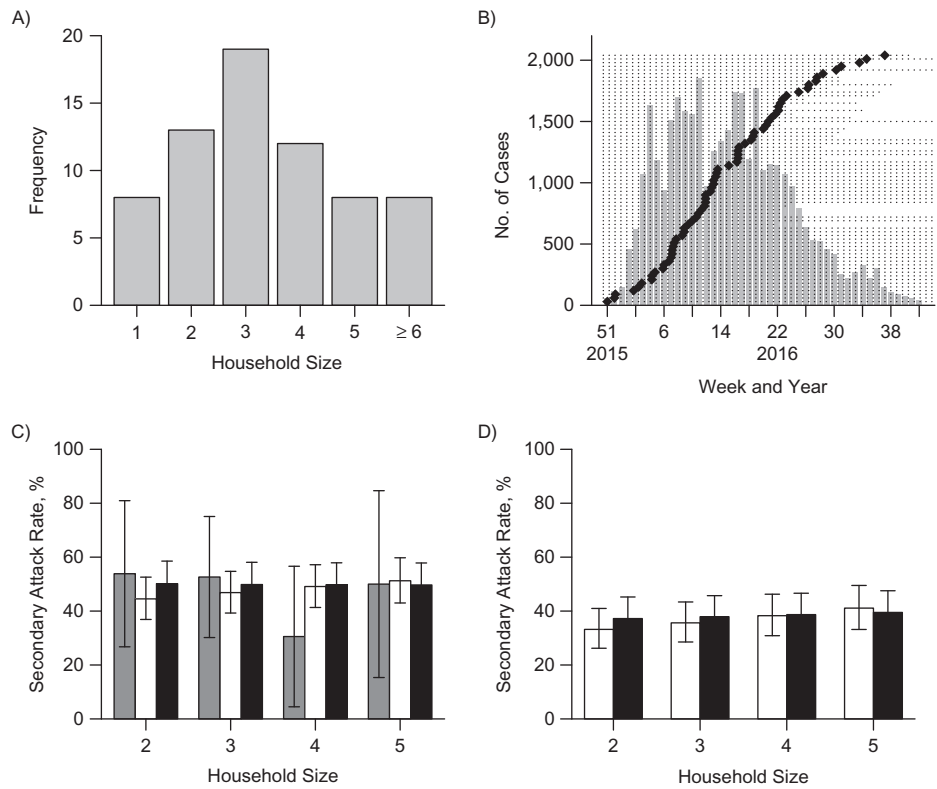 A)
20
15
10
5
0
Frequency
1 2 3 4 5 ≥ 6
Household Size
B)
2,000
1,500
1,000
500
0
No. of Cases
51 6 14 22 30 38
2015 2016
Week and Year
C)
100
80
60
40
20
0
Secondary Attack Rate, %
2 3 4 5
Household Size
D)
100
80
60
40
20
0
Secondary Attack Rate, %
2 3 4 5
Household Size